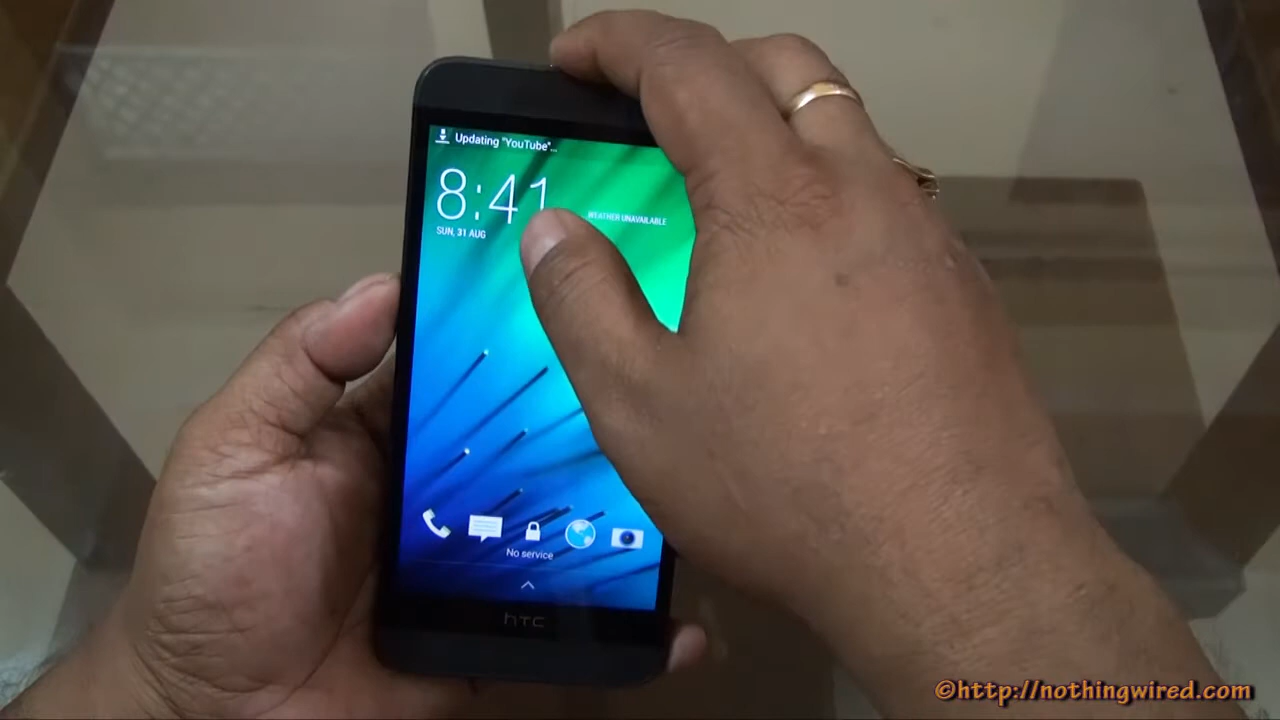 Updating "YouTube"...
8:41
WEATHER UNAVAILABLE
SUN, 31 AUG
No service
hTC
©http://nothingwired.com